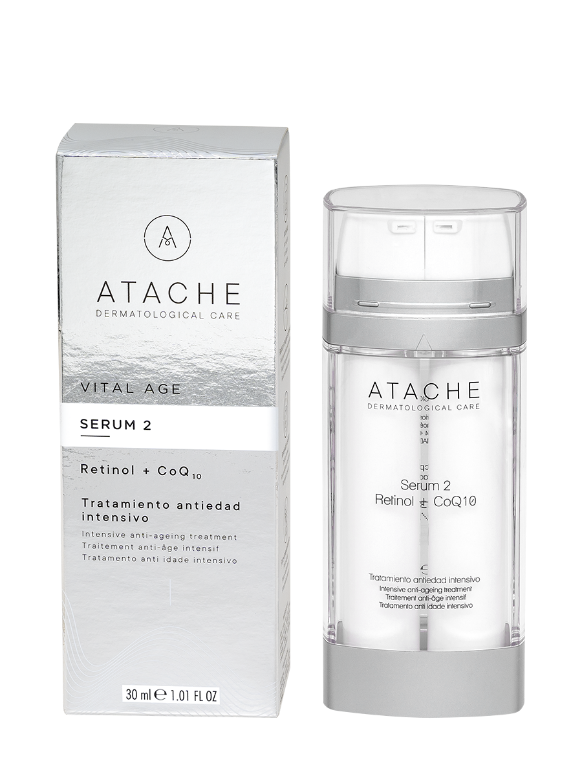 ATACHE
DERMATOLOGICAL CARE
VITAL AGE
SERUM 2
Retinol + CoQ₁₀
Tratamiento antiedad
intensivo
Intensive anti-ageing treatment
Traitement anti-âge intensif
Tratamento anti idade intensivo
30 ml ℮ 1.01 FL OZ
ATACHE
DERMATOLOGICAL CARE
Serum 2
Retinol + CoQ10
Tratamiento antiedad intensivo
Intensive anti-ageing treatment
Traitement anti-âge intensif
Tratamento anti idade intensivo